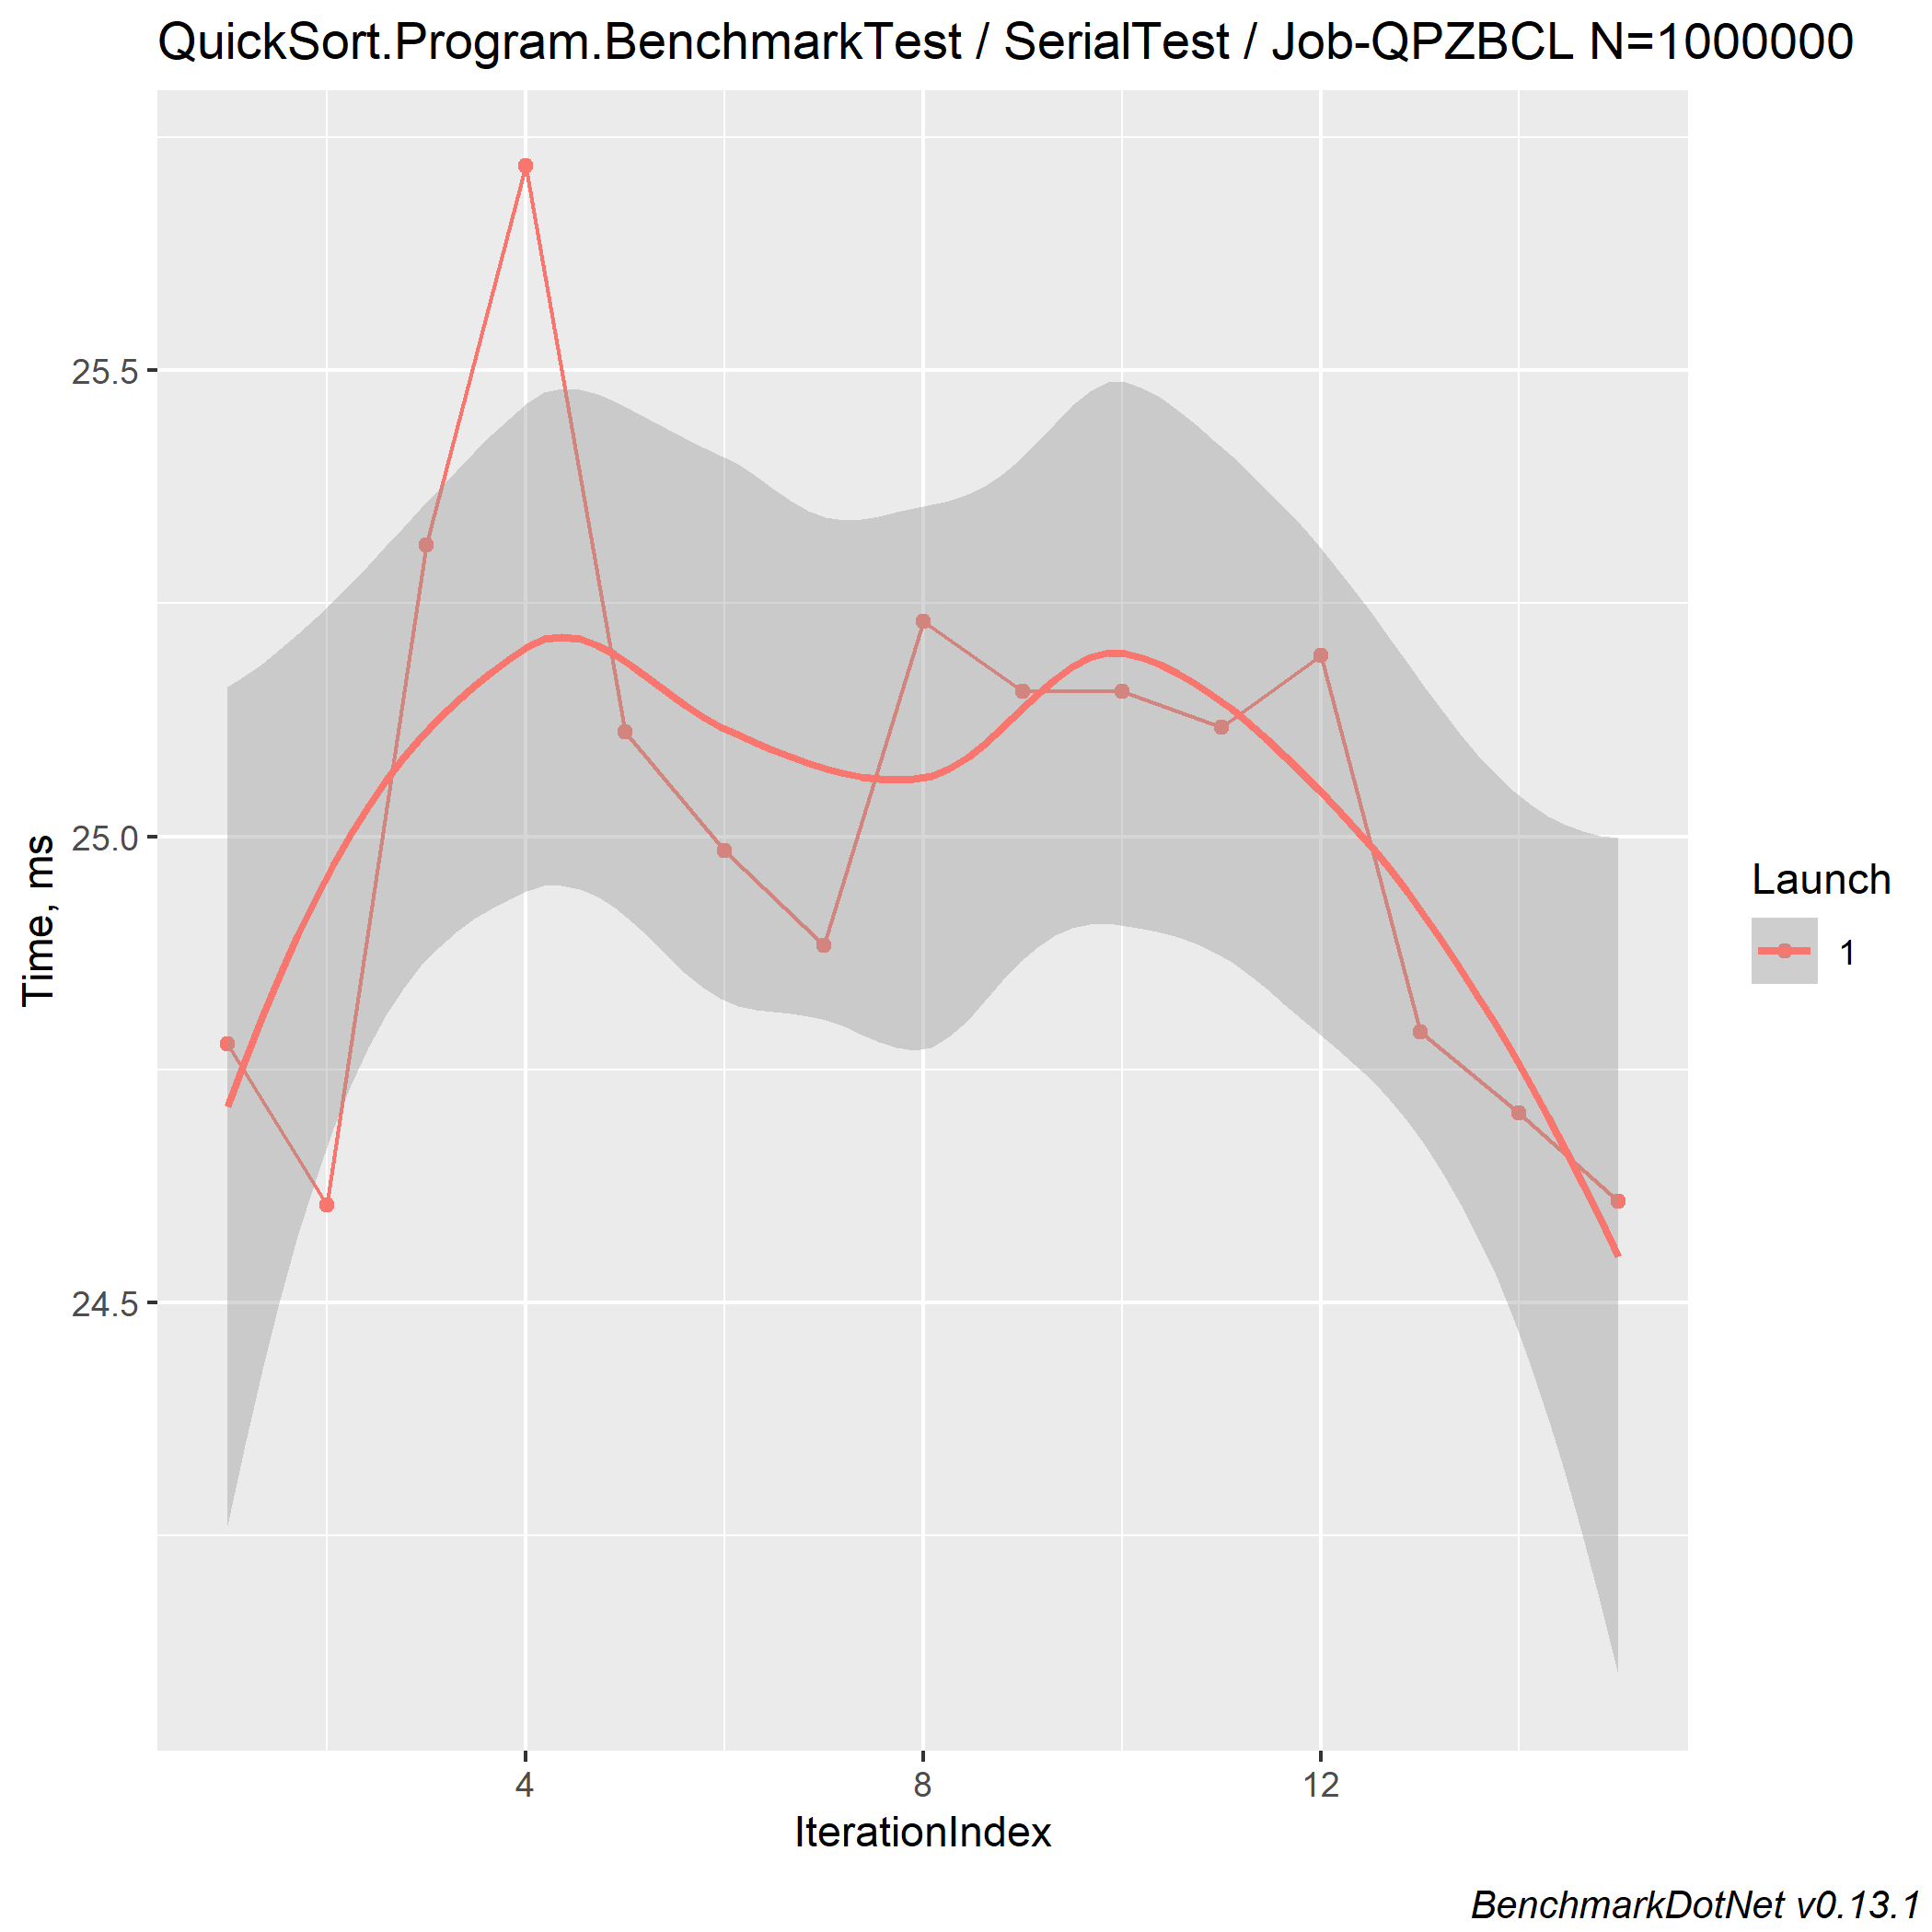 QuickSort.Program.BenchmarkTest / SerialTest / Job-QPZBCL N=1000000
25.5
25.0
24.5
Time, ms
4 8 12
IterationIndex
Launch
1
BenchmarkDotNet v0.13.1